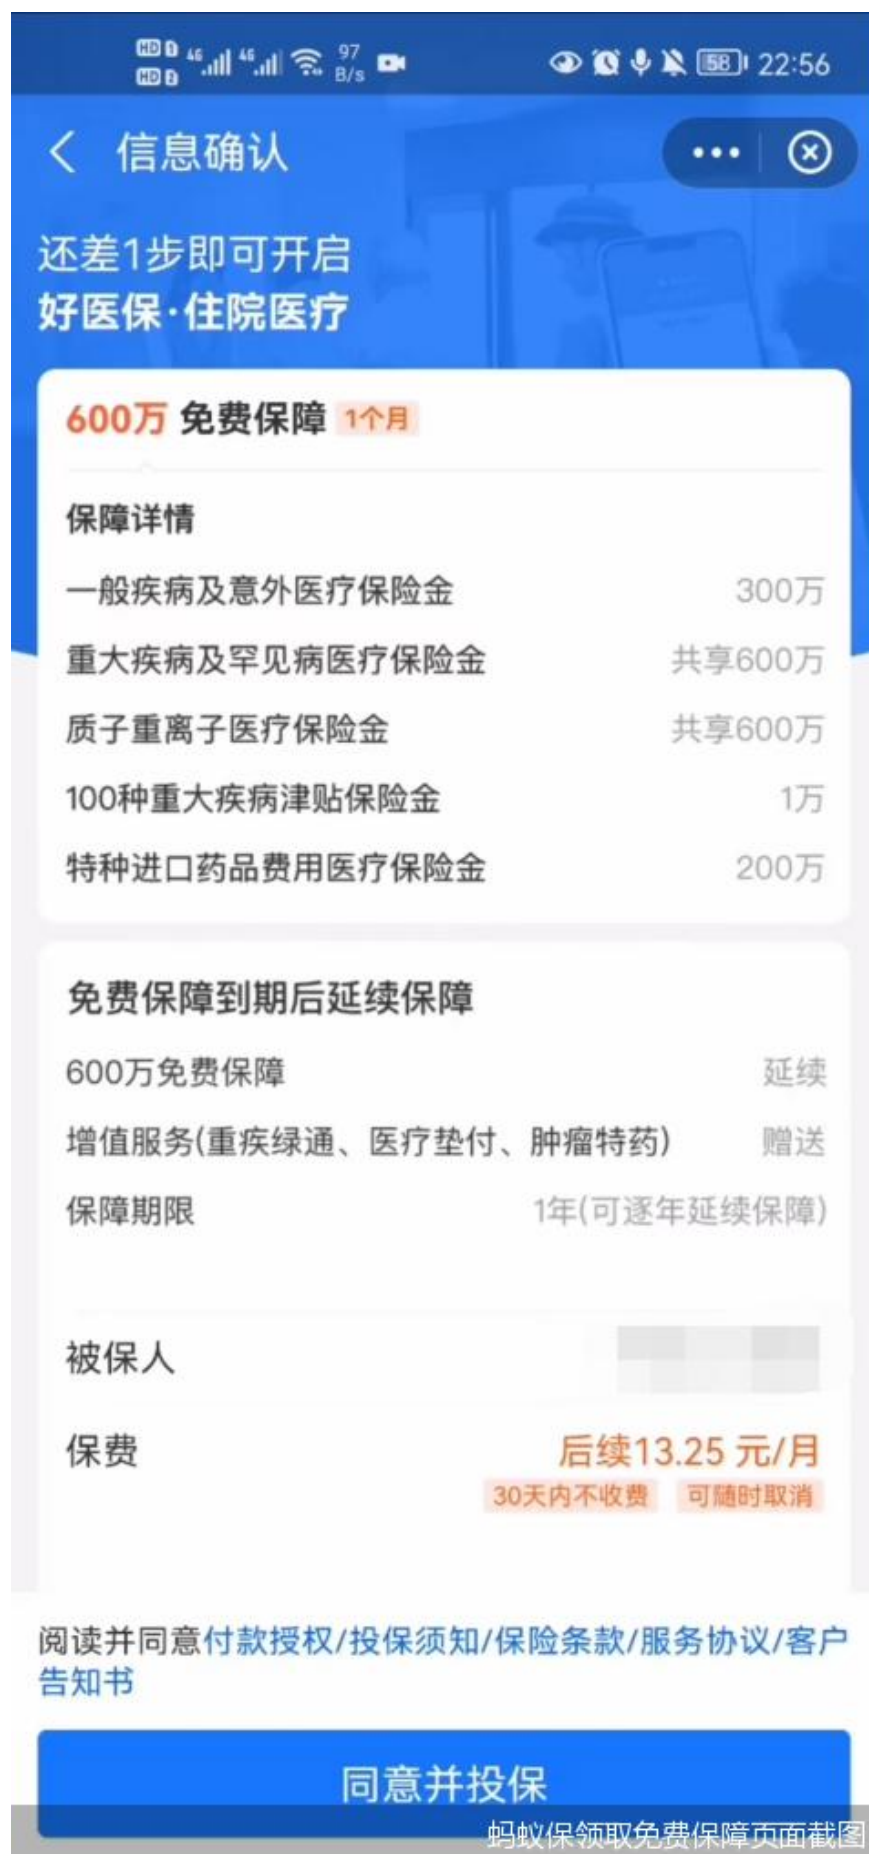 HD 1 4G 4G 97 58 22:56
HD 2 B/s
信息确认
还差1步即可开启
好医保·住院医疗
600万 免费保障 1个月
保障详情
一般疾病及意外医疗保险金 300万
重大疾病及罕见病医疗保险金 共享600万
质子重离子医疗保险金 共享600万
100种重大疾病津贴保险金 1万
特种进口药品费用医疗保险金 200万
免费保障到期后延续保障
600万免费保障 延续
增值服务(重疾绿通、医疗垫付、肿瘤特药) 赠送
保障期限 1年(可逐年延续保障)
被保人
保费 后续13.25 元/月
30天内不收费 可随时取消
阅读并同意付款授权/投保须知/保险条款/服务协议/客户
告知书
同意并投保
蚂蚁保领取免费保障页面截图